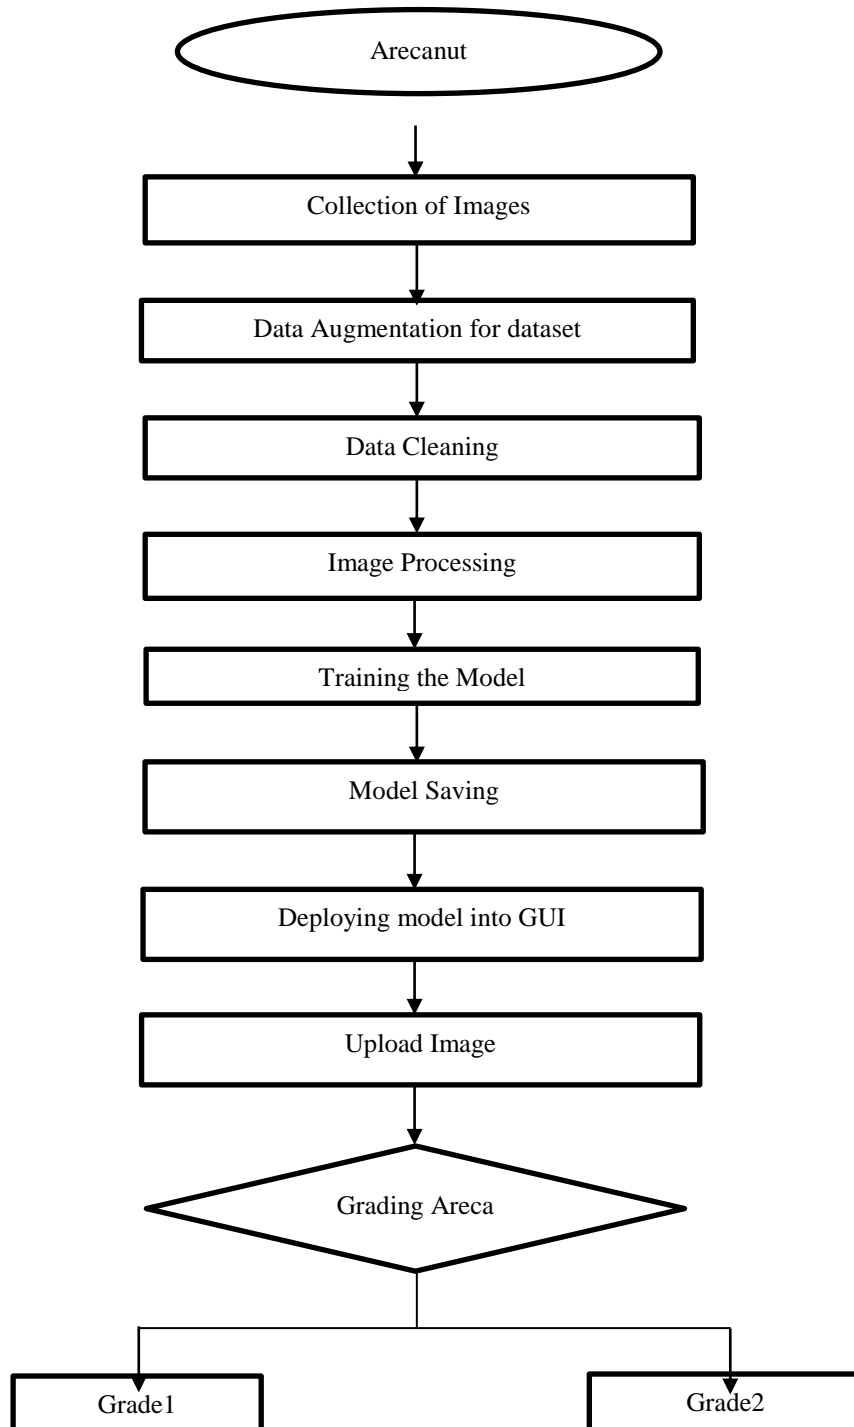 Arecanut
Collection of Images
Data Augmentation for dataset
Data Cleaning
Image Processing
Training the Model
Model Saving
Deploying model into GUI
Upload Image
Grading Areca
Grade1
Grade2